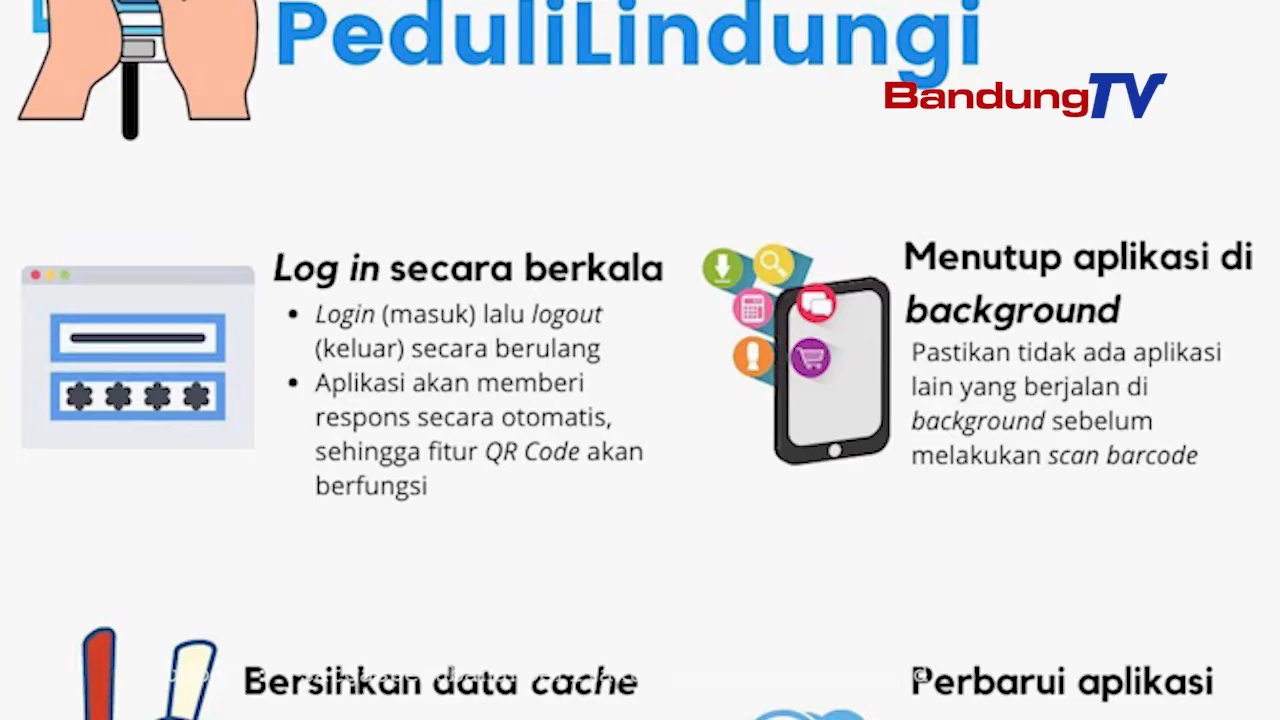 PeduliLindungi
BandungTV
Log in secara berkala
Login (masuk) lalu logout
(keluar) secara berulang
Aplikasi akan memberi
respons secara otomatis,
sehingga fitur QR Code akan
berfungsi
Menutup aplikasi di
background
Pastikan tidak ada aplikasi
lain yang berjalan di
background sebelum
melakukan scan barcode
Bersihkan data cache
Perbarui aplikasi